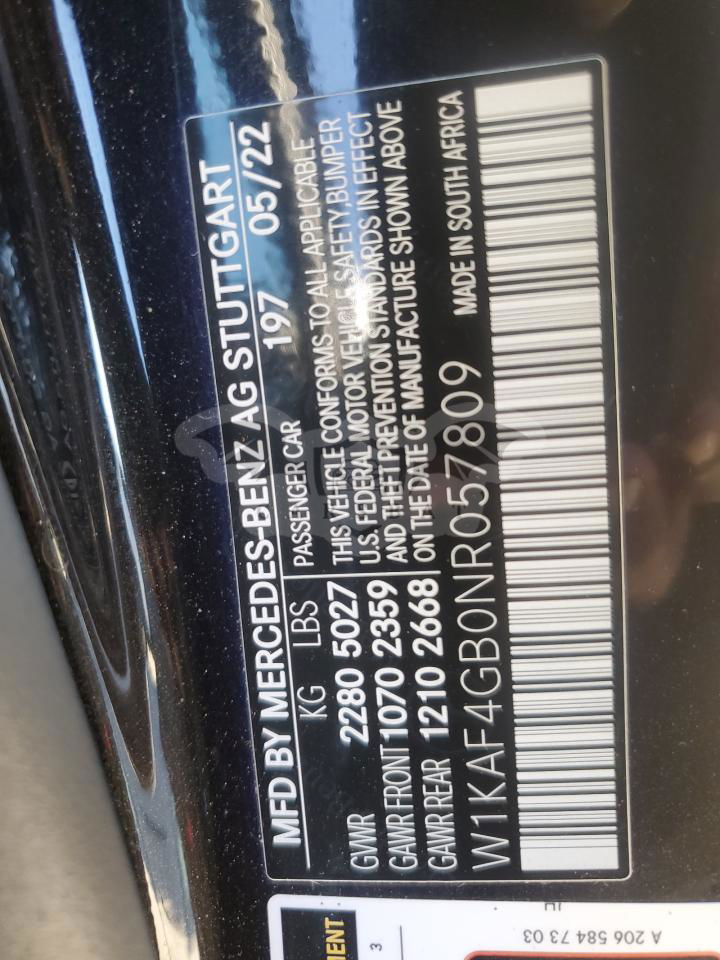 MFD BY MERCEDES-BENZ AG STUTTGART
197 05/22
KG LBS PASSENGER CAR
GVWR 2280 5027 THIS VEHICLE CONFORMS TO ALL APPLICABLE
U.S. FEDERAL MOTOR VEHICLE SAFETY, BUMPER
GAWR FRONT 1070 2359 AND THEFT PREVENTION STANDARDS IN EFFECT
GAWR REAR 1210 2668 ON THE DATE OF MANUFACTURE SHOWN ABOVE
W1KAF4GB0NR057809 MADE IN SOUTH AFRICA
MENT
3
A 206 584 73 03